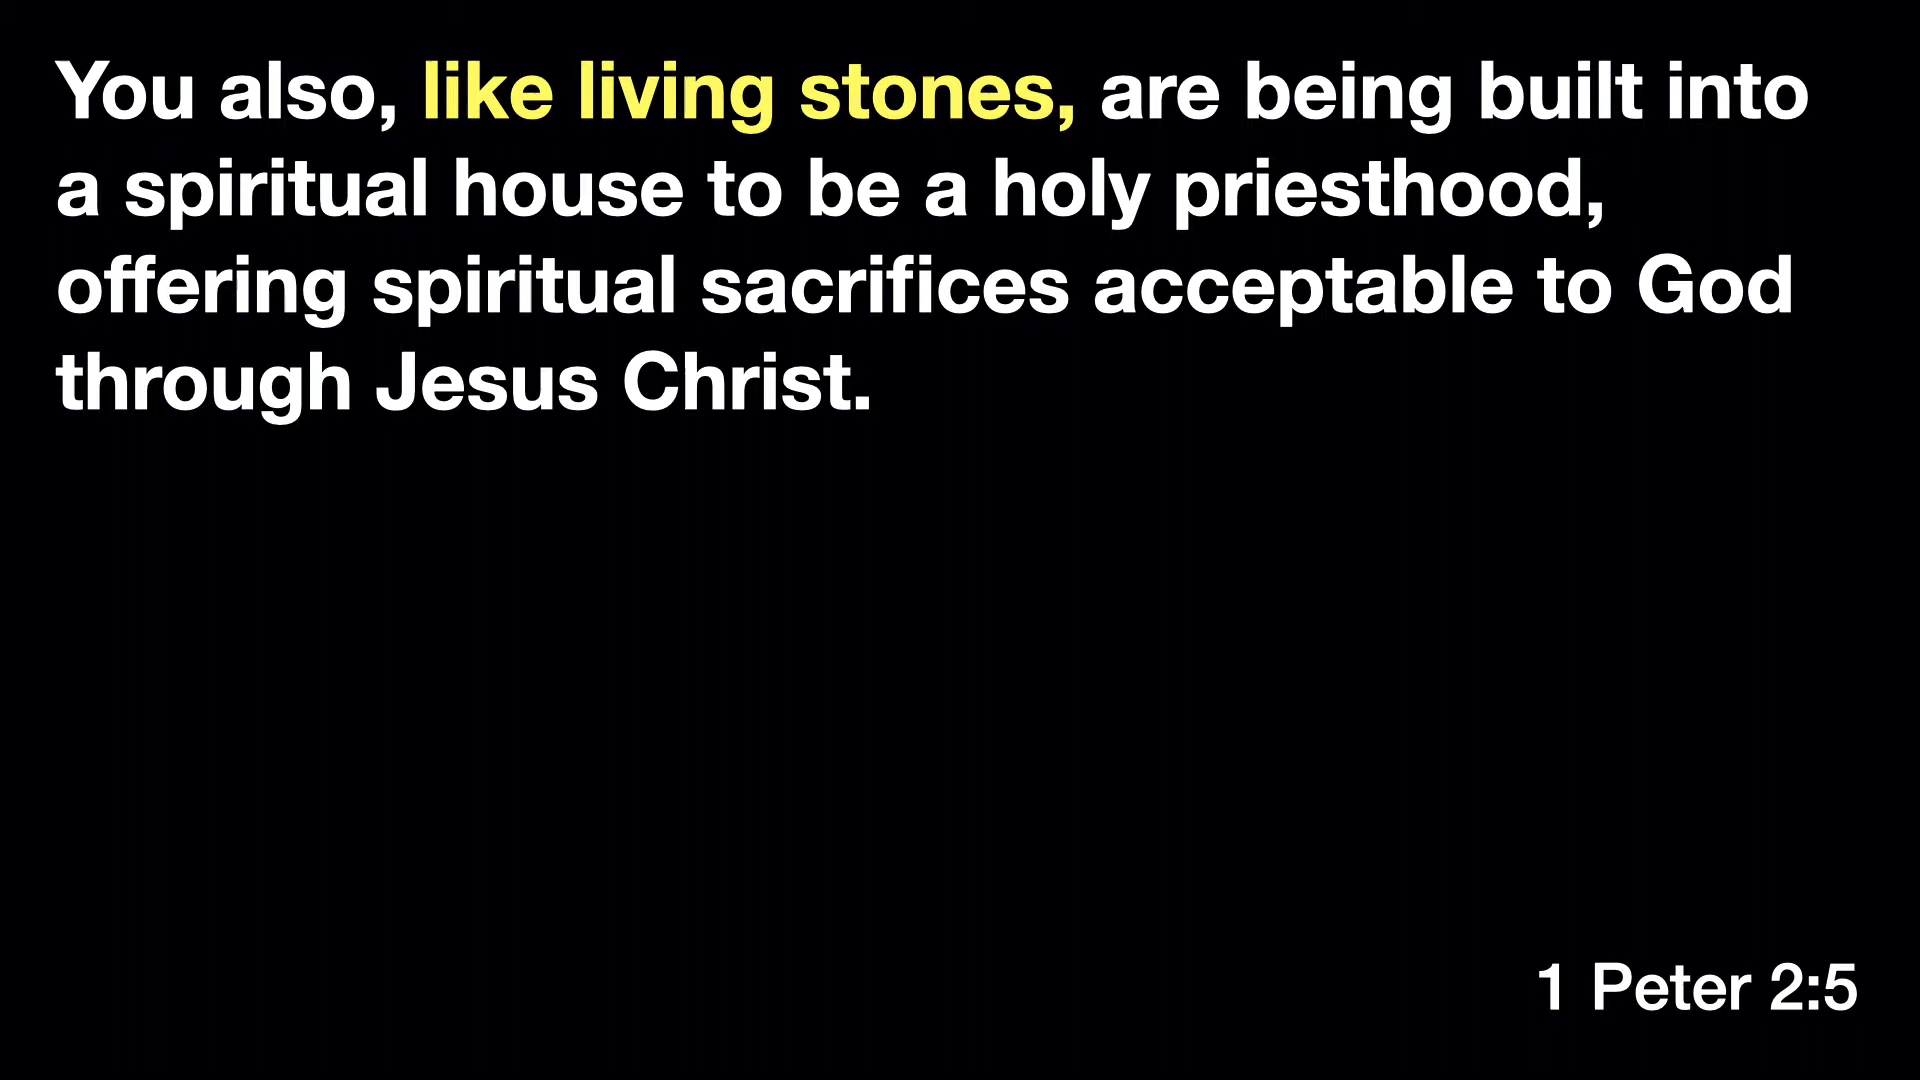 You also, like living stones, are being built into
a spiritual house to be a holy priesthood,
offering spiritual sacrifices acceptable to God
through Jesus Christ.
1 Peter 2:5